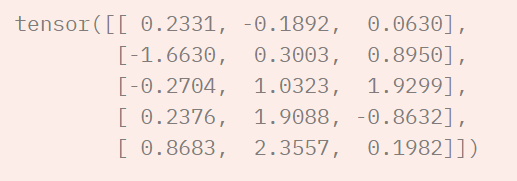 tensor([[ 0.2331, -0.1892,  0.0630],
        [-1.6630,  0.3003,  0.8950],
        [-0.2704,  1.0323,  1.9299],
        [ 0.2376,  1.9088, -0.8632],
        [ 0.8683,  2.3557,  0.1982]])